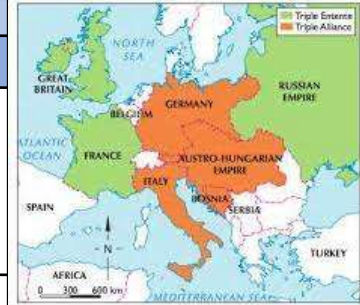 Triple Entente
Triple Alliance
NORTH
SEA
GREAT
BRITAIN
RUSSIAN
EMPIRE
GERMANY
BELGIUM
ATLANTIC
OCEAN
FRANCE
AUSTRO-HUNGARIAN
EMPIRE
ITALY
BOSNIA
SERBIA
SPAIN
N
TURKEY
AFRICA
0 300 600 km
MEDITERRANEAN SEA